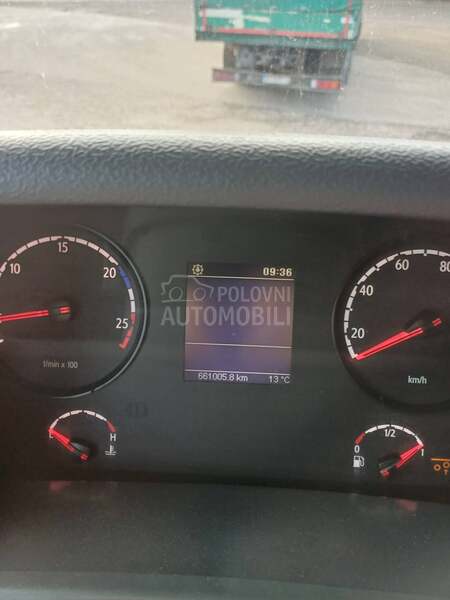 09:36
POLOVNI
AUTOMOBILI
661005.8 km 13 °C
10 15 20 25
l/min x 100
20 40 60 80
km/h
H
0 1/2 1